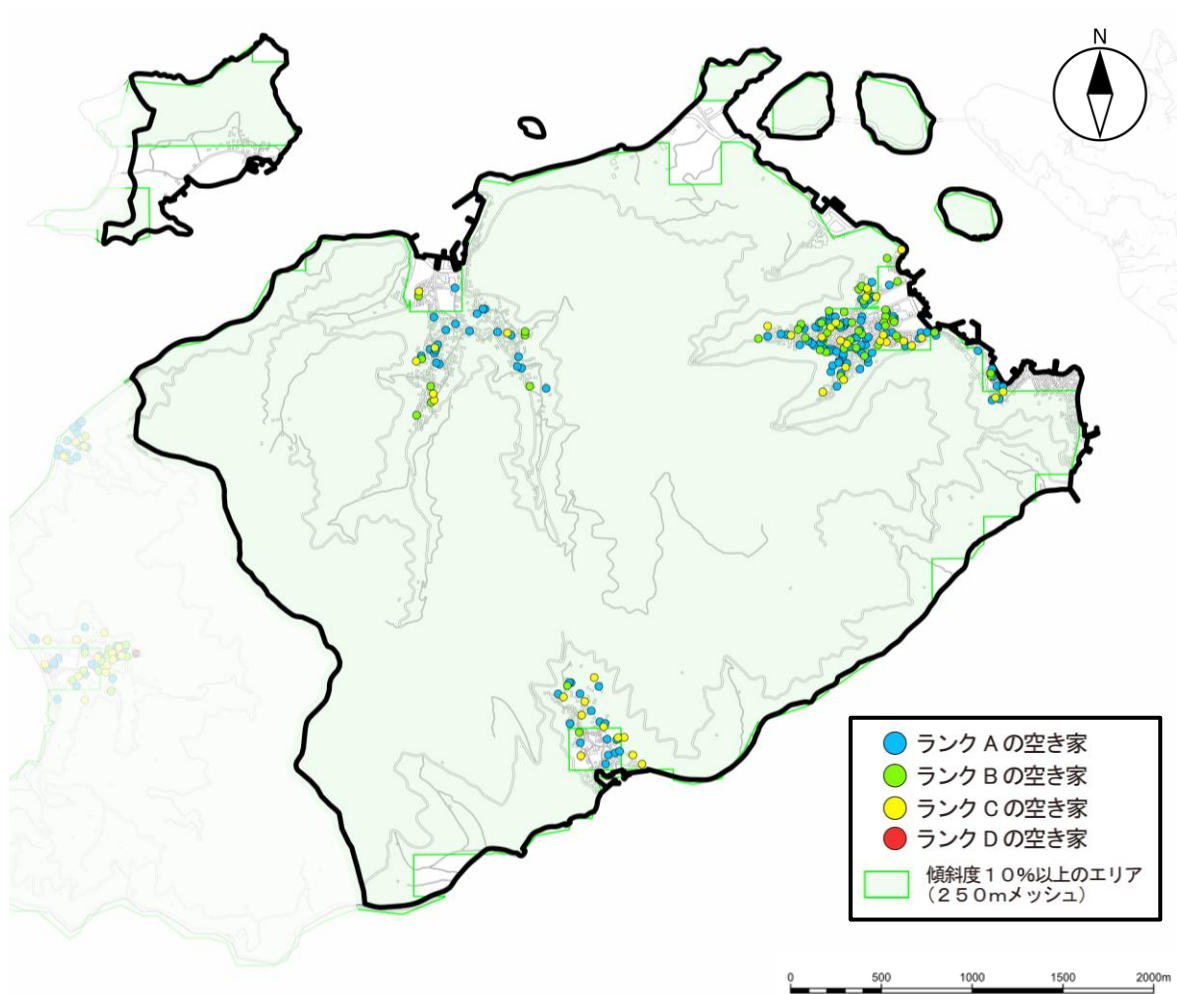 N
ランクAの空き家
ランクBの空き家
ランクCの空き家
ランクDの空き家
傾斜度10%以上のエリア
(250mメッシュ)
0 500 1000 1500 2000m